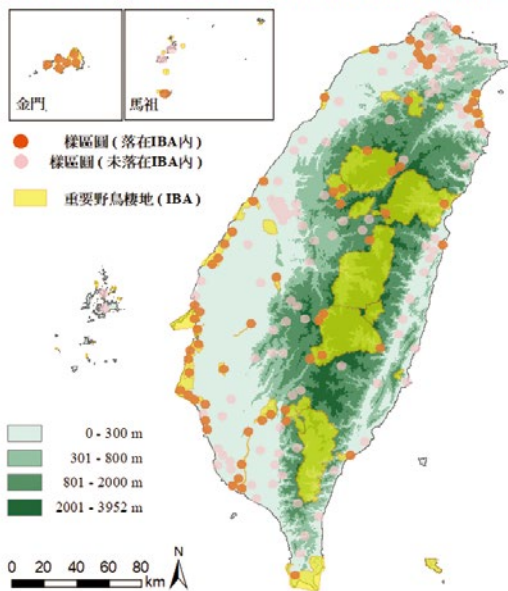 金門
馬祖
樣區圓 ( 落在IBA內 )
樣區圓 ( 未落在IBA內 )
重要野鳥棲地 ( IBA )
0 - 300 m
301 - 800 m
801 - 2000 m
2001 - 3952 m
N
0 20 40 60 80
km